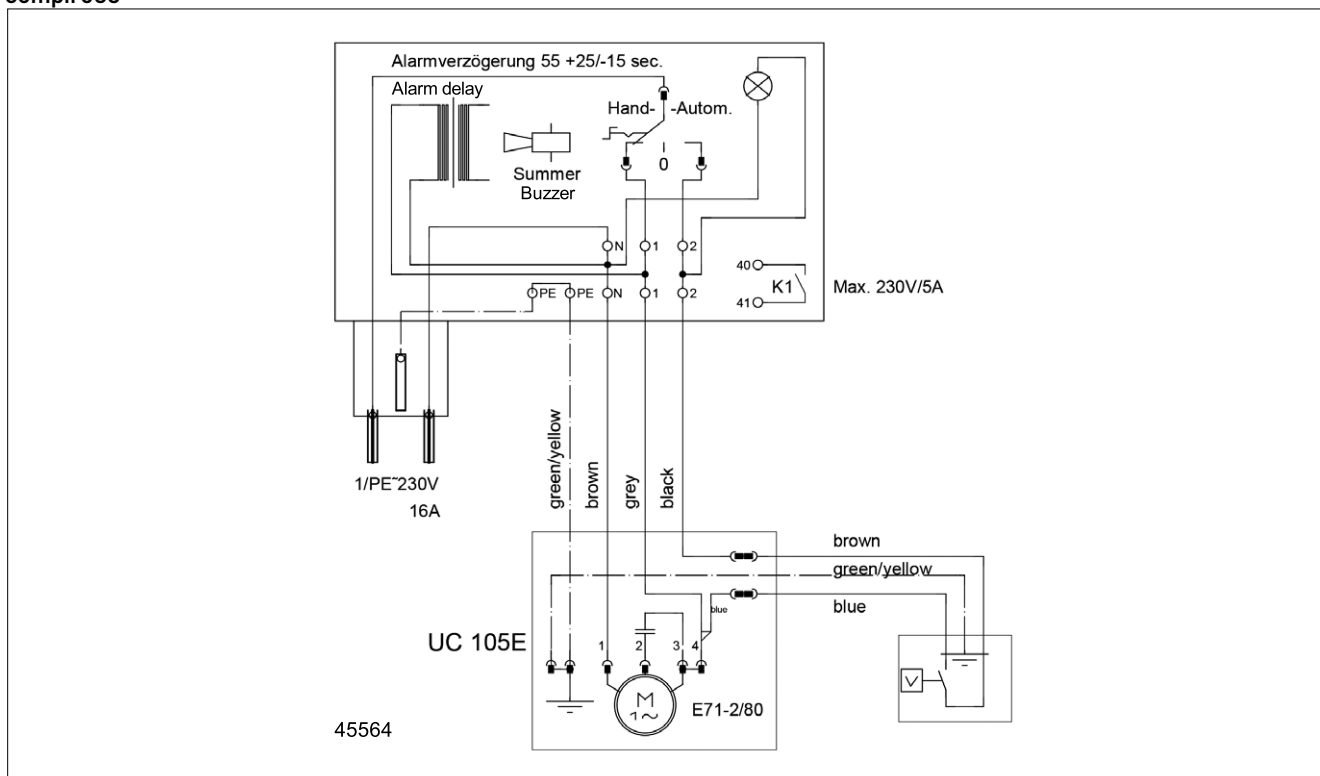 Alarmverzögerung 55 +25/-15 sec.
Alarm delay
Hand- -Autom.
0
Summer
Buzzer
N 1 2
40
K1 Max. 230V/5A
41
PE PE N 1 2
1/PE~230V
16A
green/yellow
brown
grey
black
brown
green/yellow
blue
blue
UC 105E
1 2 3 4
M
1~
E71-2/80
45564